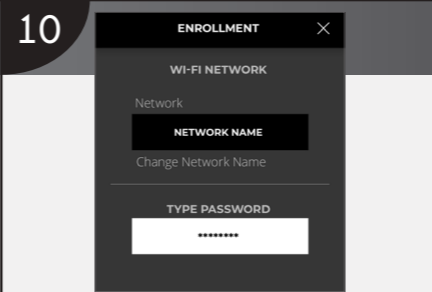 10
ENROLLMENT
WI-FI NETWORK
Network
NETWORK NAME
Change Network Name
TYPE PASSWORD
********